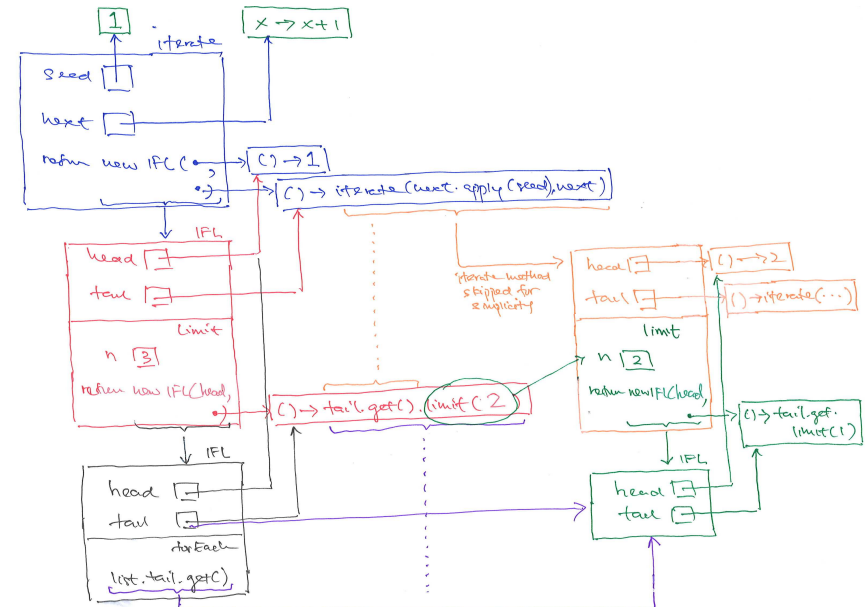 1
x → x+1
iterate
seed
next
return new IFL(
,
)
() → 1
() → iterate(next.apply(seed), next)
IFL
head
tail
limit
n 3
return new IFL(head,
)
iterate method
skipped for
simplicity
head
tail
() → 2
() → iterate(...)
limit
n 2
return new IFL(head,
() → tail.get().limit(2)
() → tail.get.
limit(1)
IFL
head
tail
forEach
list.tail.get()
IFL
head
tail